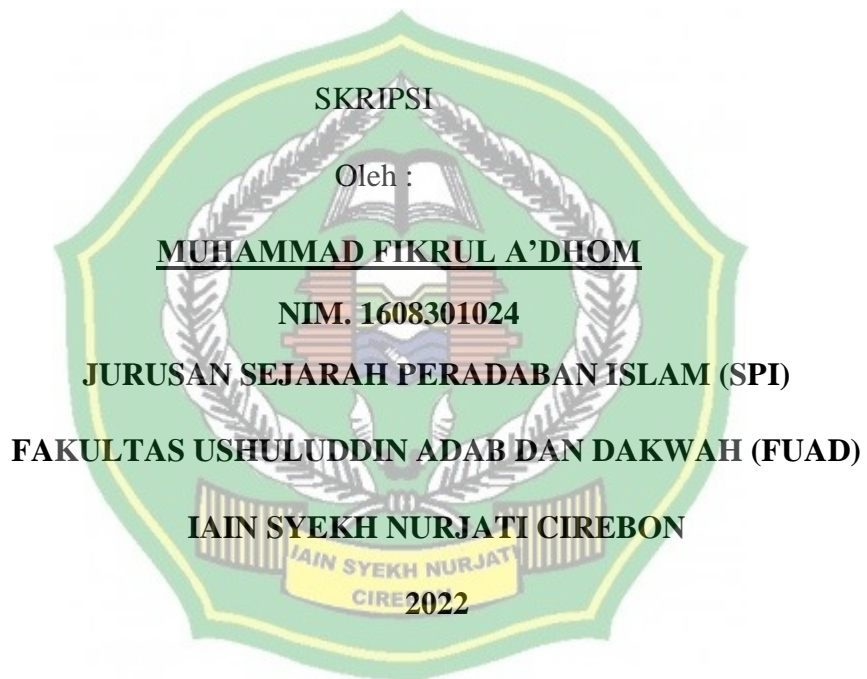 SKRIPSI
Oleh :
MUHAMMAD FIKRUL A’DHOM
NIM. 1608301024
JURUSAN SEJARAH PERADABAN ISLAM (SPI)
FAKULTAS USHULUDDIN ADAB DAN DAKWAH (FUAD)
IAIN SYEKH NURJATI CIREBON
IAIN SYEKH NURJATI
CIREBON
2022